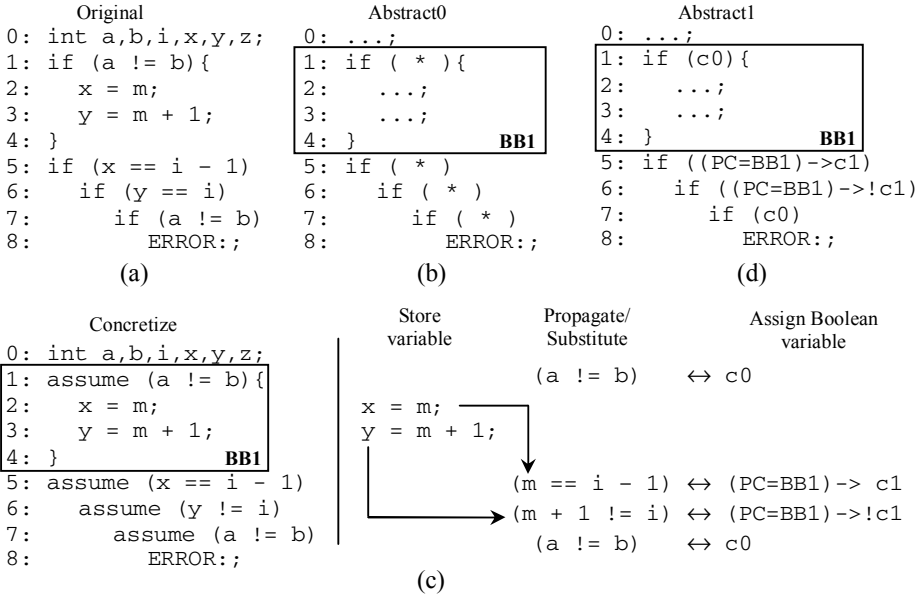 Original
0: int a,b,i,x,y,z;
1: if (a != b){
2: x = m;
3: y = m + 1;
4: }
5: if (x == i - 1)
6: if (y == i)
7: if (a != b)
8: ERROR:;
(a)
Abstract0
0: ...;
1: if ( * ){
2: ...;
3: ...;
4: } BB1
5: if ( * )
6: if ( * )
7: if ( * )
8: ERROR:;
(b)
Abstract1
0: ...;
1: if (c0){
2: ...;
3: ...;
4: } BB1
5: if ((PC=BB1)->c1)
6: if ((PC=BB1)->!c1)
7: if (c0)
8: ERROR:;
(d)
Concretize
0: int a,b,i,x,y,z;
1: assume (a != b){
2: x = m;
3: y = m + 1;
4: } BB1
5: assume (x == i - 1)
6: assume (y != i)
7: assume (a != b)
8: ERROR:;
Store
variable
Propagate/
Substitute
Assign Boolean
variable
(a != b) ↔ c0
x = m;
y = m + 1;
(m == i - 1) ↔ (PC=BB1)-> c1
(m + 1 != i) ↔ (PC=BB1)->!c1
(a != b) ↔ c0
(c)